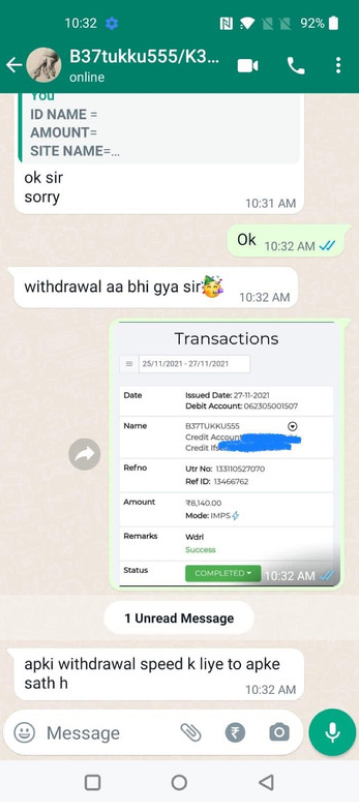 10:32 92%
B37tukku555/K3...
online
You
ID NAME =
AMOUNT=
SITE NAME=...
ok sir
sorry
10:31 AM
Ok 10:32 AM
withdrawal aa bhi gya sir🥳
10:32 AM
Transactions
25/11/2021 - 27/11/2021
Date Issued Date: 27-11-2021
Debit Account: 062305001507
Name B37TUKKU555
Credit Account
Credit Ifs
Refno Utr No: 133110527070
Ref ID: 13466762
Amount ₹8,140.00
Mode: IMPS
Remarks Wdrl
Success
Status COMPLETED
10:32 AM
1 Unread Message
apki withdrawal speed k liye to apke
sath h
10:32 AM
Message